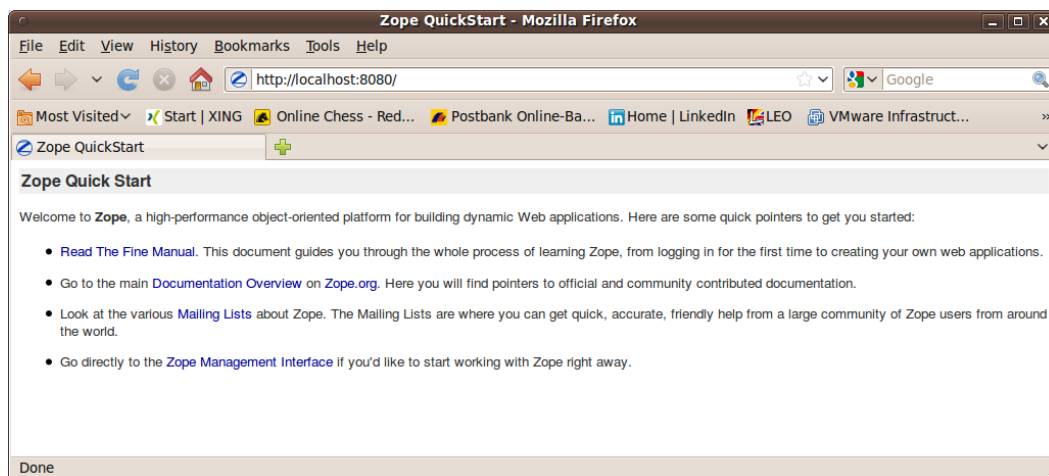 Zope QuickStart - Mozilla Firefox
File Edit View History Bookmarks Tools Help
http://localhost:8080/
Google
Most Visited Start | XING Online Chess - Red... Postbank Online-Ba... Home | LinkedIn LEO VMware Infrastruct... »
Zope QuickStart
Zope Quick Start
Welcome to Zope, a high-performance object-oriented platform for building dynamic Web applications. Here are some quick pointers to get you started:
• Read The Fine Manual. This document guides you through the whole process of learning Zope, from logging in for the first time to creating your own web applications.
• Go to the main Documentation Overview on Zope.org. Here you will find pointers to official and community contributed documentation.
• Look at the various Mailing Lists about Zope. The Mailing Lists are where you can get quick, accurate, friendly help from a large community of Zope users from around
the world.
• Go directly to the Zope Management Interface if you'd like to start working with Zope right away.
Done